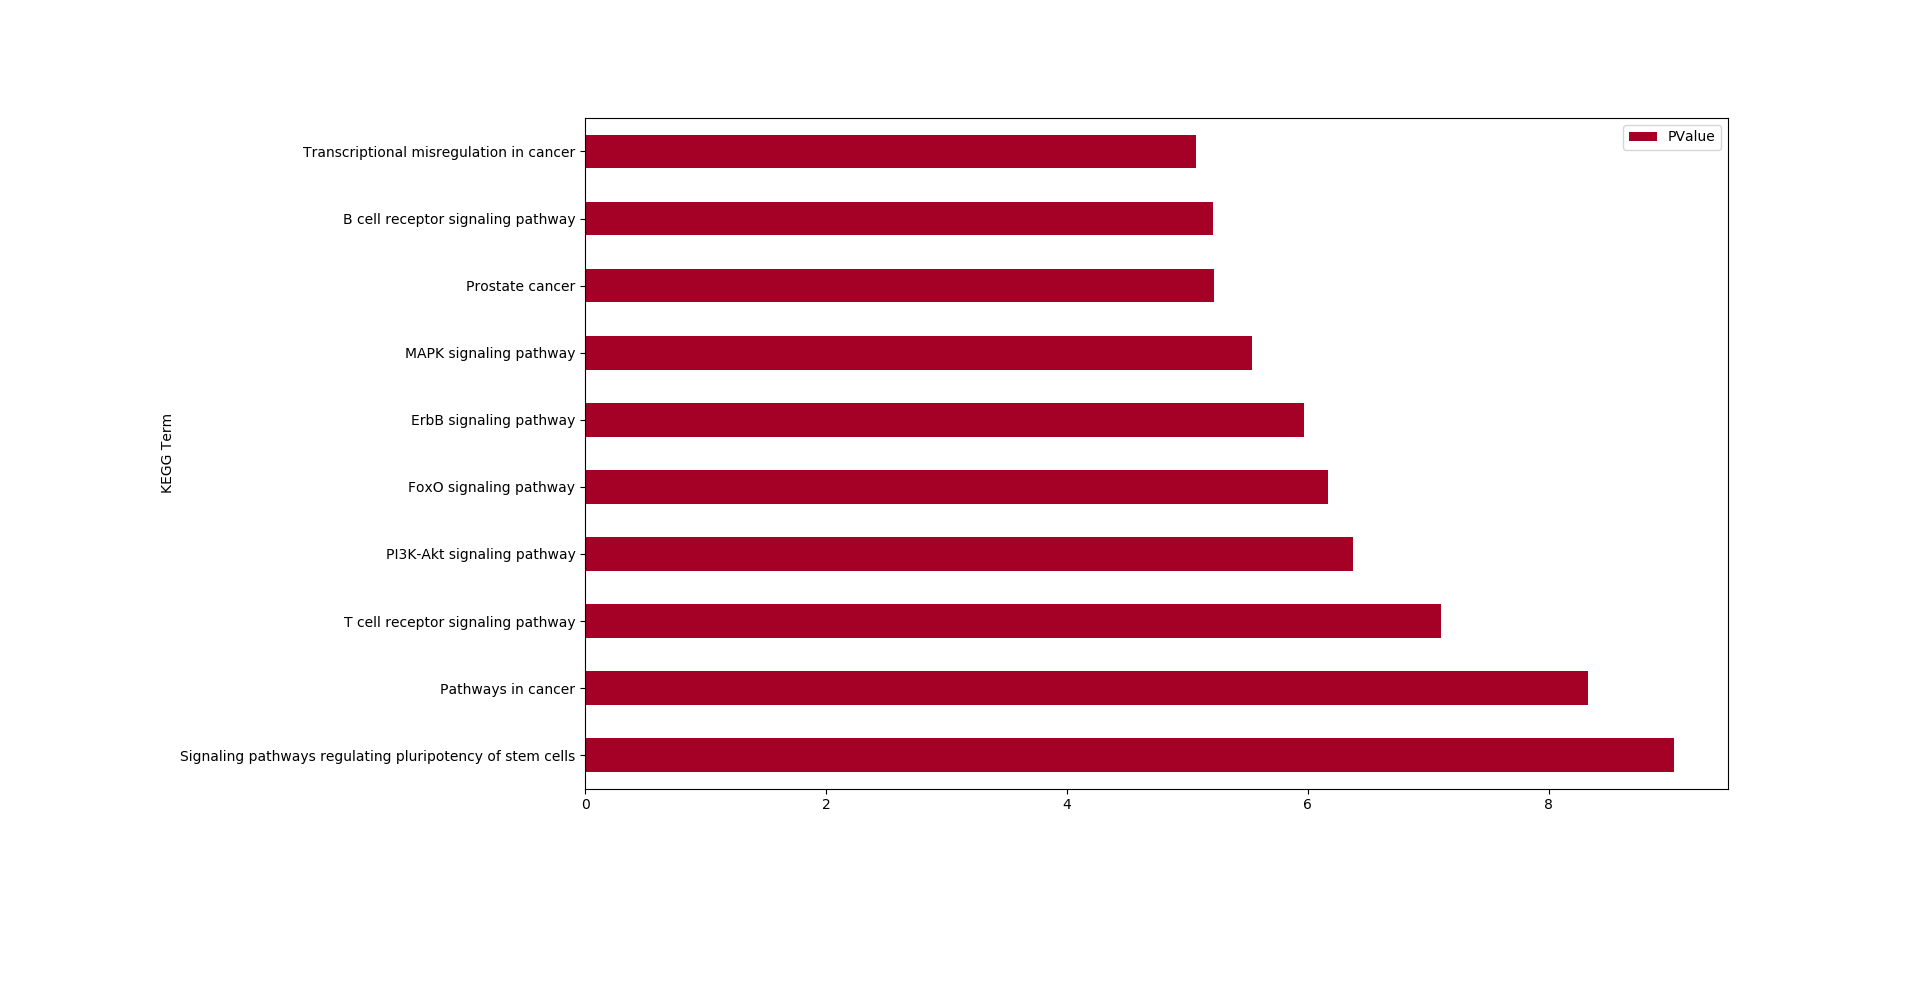 PValue
Transcriptional misregulation in cancer
B cell receptor signaling pathway
Prostate cancer
MAPK signaling pathway
ErbB signaling pathway
KEGG Term
FoxO signaling pathway
PI3K-Akt signaling pathway
T cell receptor signaling pathway
Pathways in cancer
Signaling pathways regulating pluripotency of stem cells
0 2 4 6 8